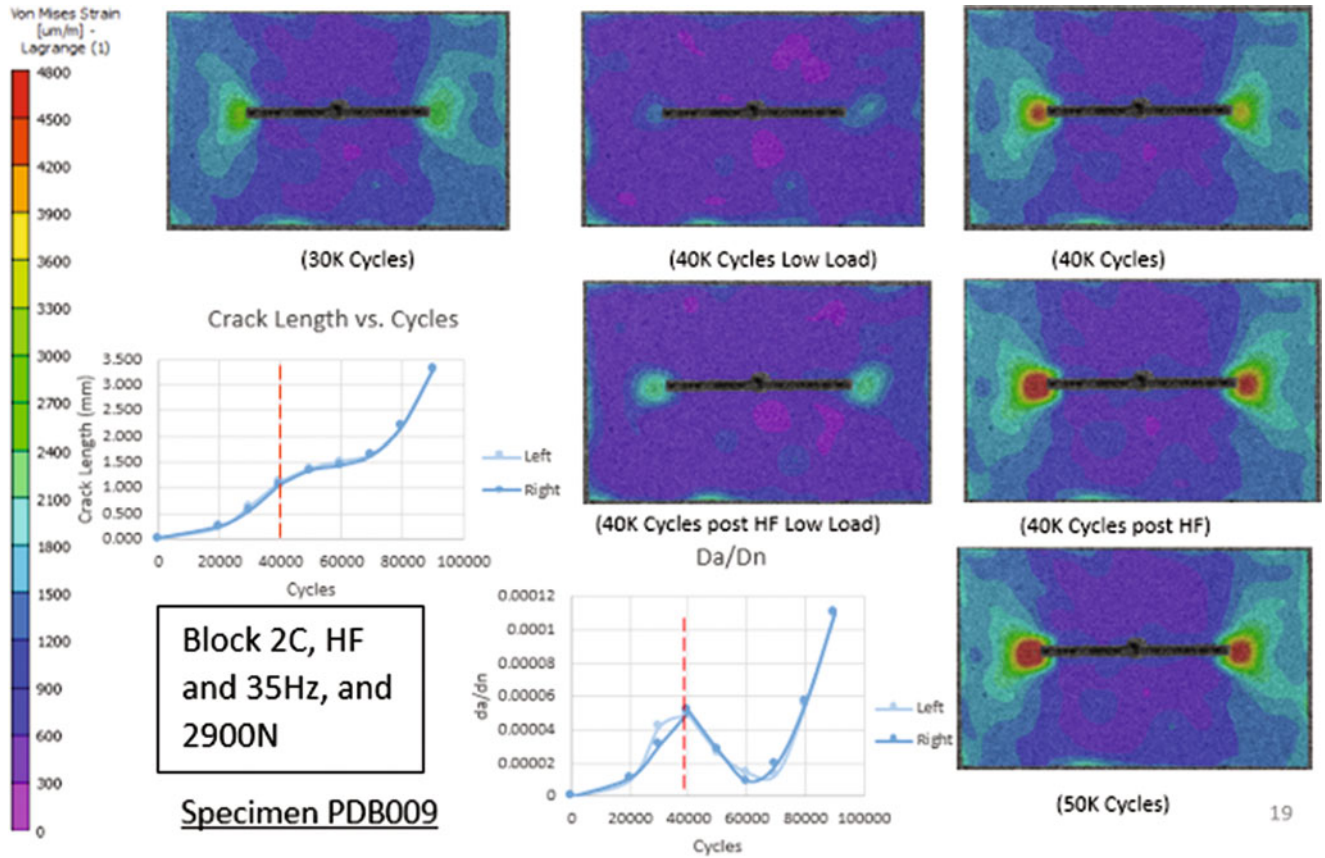 Von Mises Strain
[um/m] -
Lagrange (1)
4800
4500
4200
3900
3600
3300
3000
2700
2400
2100
1800
1500
1200
900
600
300
0
(30K Cycles)
(40K Cycles Low Load)
(40K Cycles)
(40K Cycles post HF Low Load)
(40K Cycles post HF)
(50K Cycles)
Crack Length vs. Cycles
Crack Length (mm)
3.500
3.000
2.500
2.000
1.500
1.000
0.500
0.000
0 20000 40000 60000 80000 100000
Cycles
Left
Right
Block 2C, HF
and 35Hz, and
2900N
Specimen PDB009
Da/Dn
da/dn
0.00012
0.0001
0.00008
0.00006
0.00004
0.00002
0
0 20000 40000 60000 80000 100000
Cycles
Left
Right
19